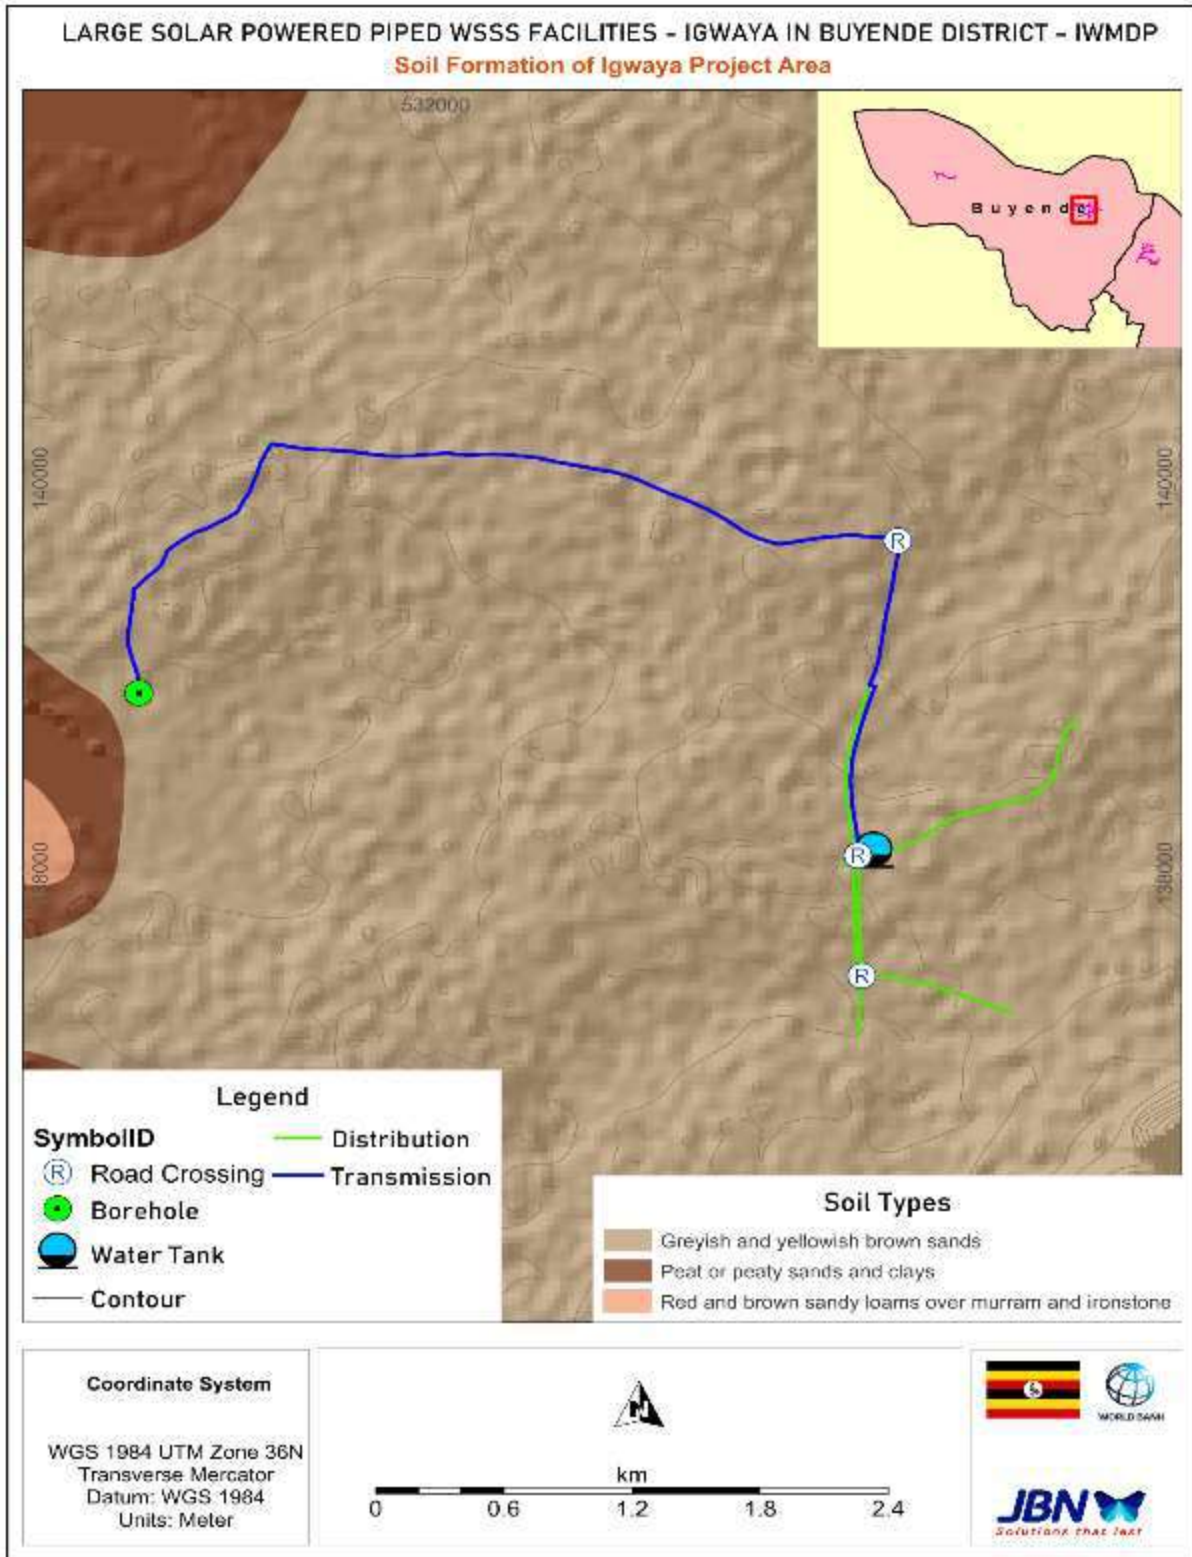 LARGE SOLAR POWERED PIPED WSSS FACILITIES - IGWAYA IN BUYENDE DISTRICT - IWMDP
Soil Formation of Igwaya Project Area
532000
Buyende
140000
140000
R
138000
138000
R
R
Legend
SymbolID
Distribution
R Road Crossing
Transmission
Borehole
Water Tank
Contour
Soil Types
Greyish and yellowish brown sands
Peat or peaty sands and clays
Red and brown sandy loams over murram and ironstone
Coordinate System
WGS 1984 UTM Zone 36N
Transverse Mercator
Datum: WGS 1984
Units: Meter
N
km
0 0.6 1.2 1.8 2.4
WORLD BANK
JBN
Solutions that last